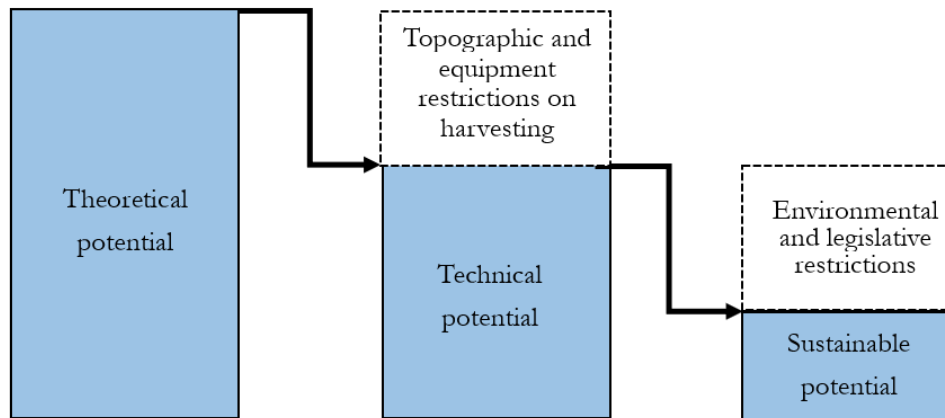 Theoretical
potential
Topographic and
equipment
restrictions on
harvesting
Technical
potential
Environmental
and legislative
restrictions
Sustainable
potential